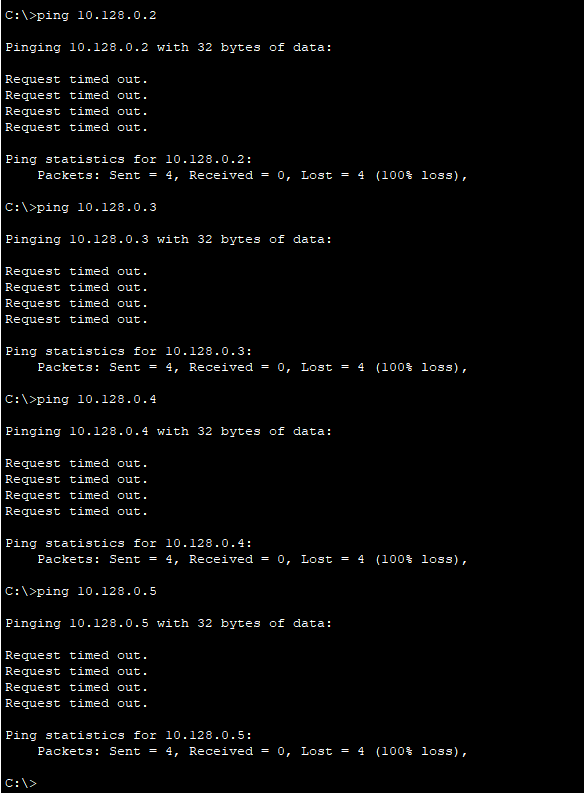 C:\>ping 10.128.0.2
Pinging 10.128.0.2 with 32 bytes of data:
Request timed out.
Request timed out.
Request timed out.
Request timed out.
Ping statistics for 10.128.0.2:
    Packets: Sent = 4, Received = 0, Lost = 4 (100% loss),
C:\>ping 10.128.0.3
Pinging 10.128.0.3 with 32 bytes of data:
Request timed out.
Request timed out.
Request timed out.
Request timed out.
Ping statistics for 10.128.0.3:
    Packets: Sent = 4, Received = 0, Lost = 4 (100% loss),
C:\>ping 10.128.0.4
Pinging 10.128.0.4 with 32 bytes of data:
Request timed out.
Request timed out.
Request timed out.
Request timed out.
Ping statistics for 10.128.0.4:
    Packets: Sent = 4, Received = 0, Lost = 4 (100% loss),
C:\>ping 10.128.0.5
Pinging 10.128.0.5 with 32 bytes of data:
Request timed out.
Request timed out.
Request timed out.
Request timed out.
Ping statistics for 10.128.0.5:
    Packets: Sent = 4, Received = 0, Lost = 4 (100% loss),
C:\>